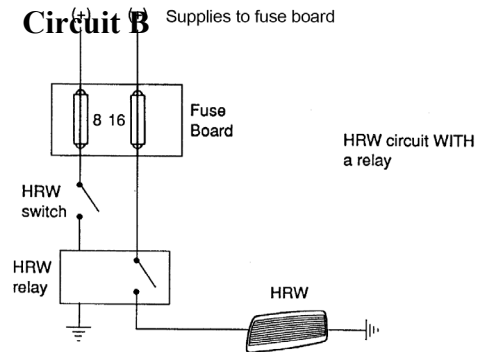 Circuit B
(+) (+) Supplies to fuse board
8 16
Fuse
Board
HRW circuit WITH
a relay
HRW
switch
HRW
relay
HRW